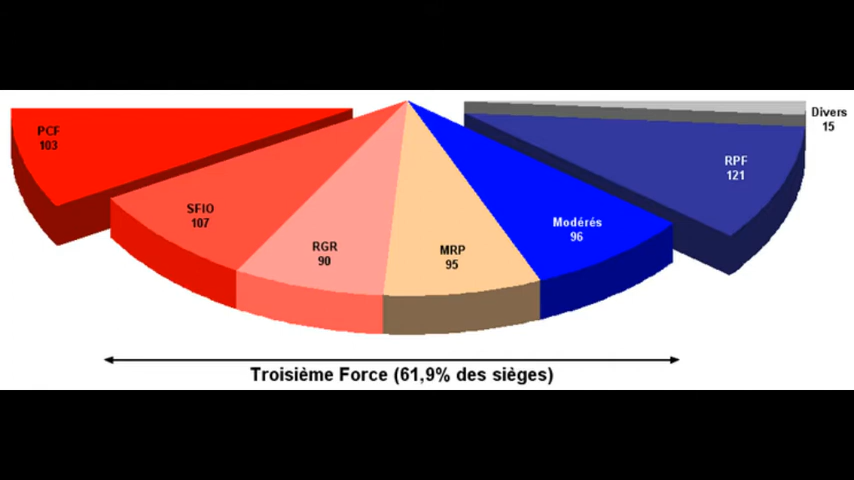 PCF
103
SFIO
107
RGR
90
MRP
95
Modérés
96
RPF
121
Divers
15
Troisième Force (61,9% des sièges)